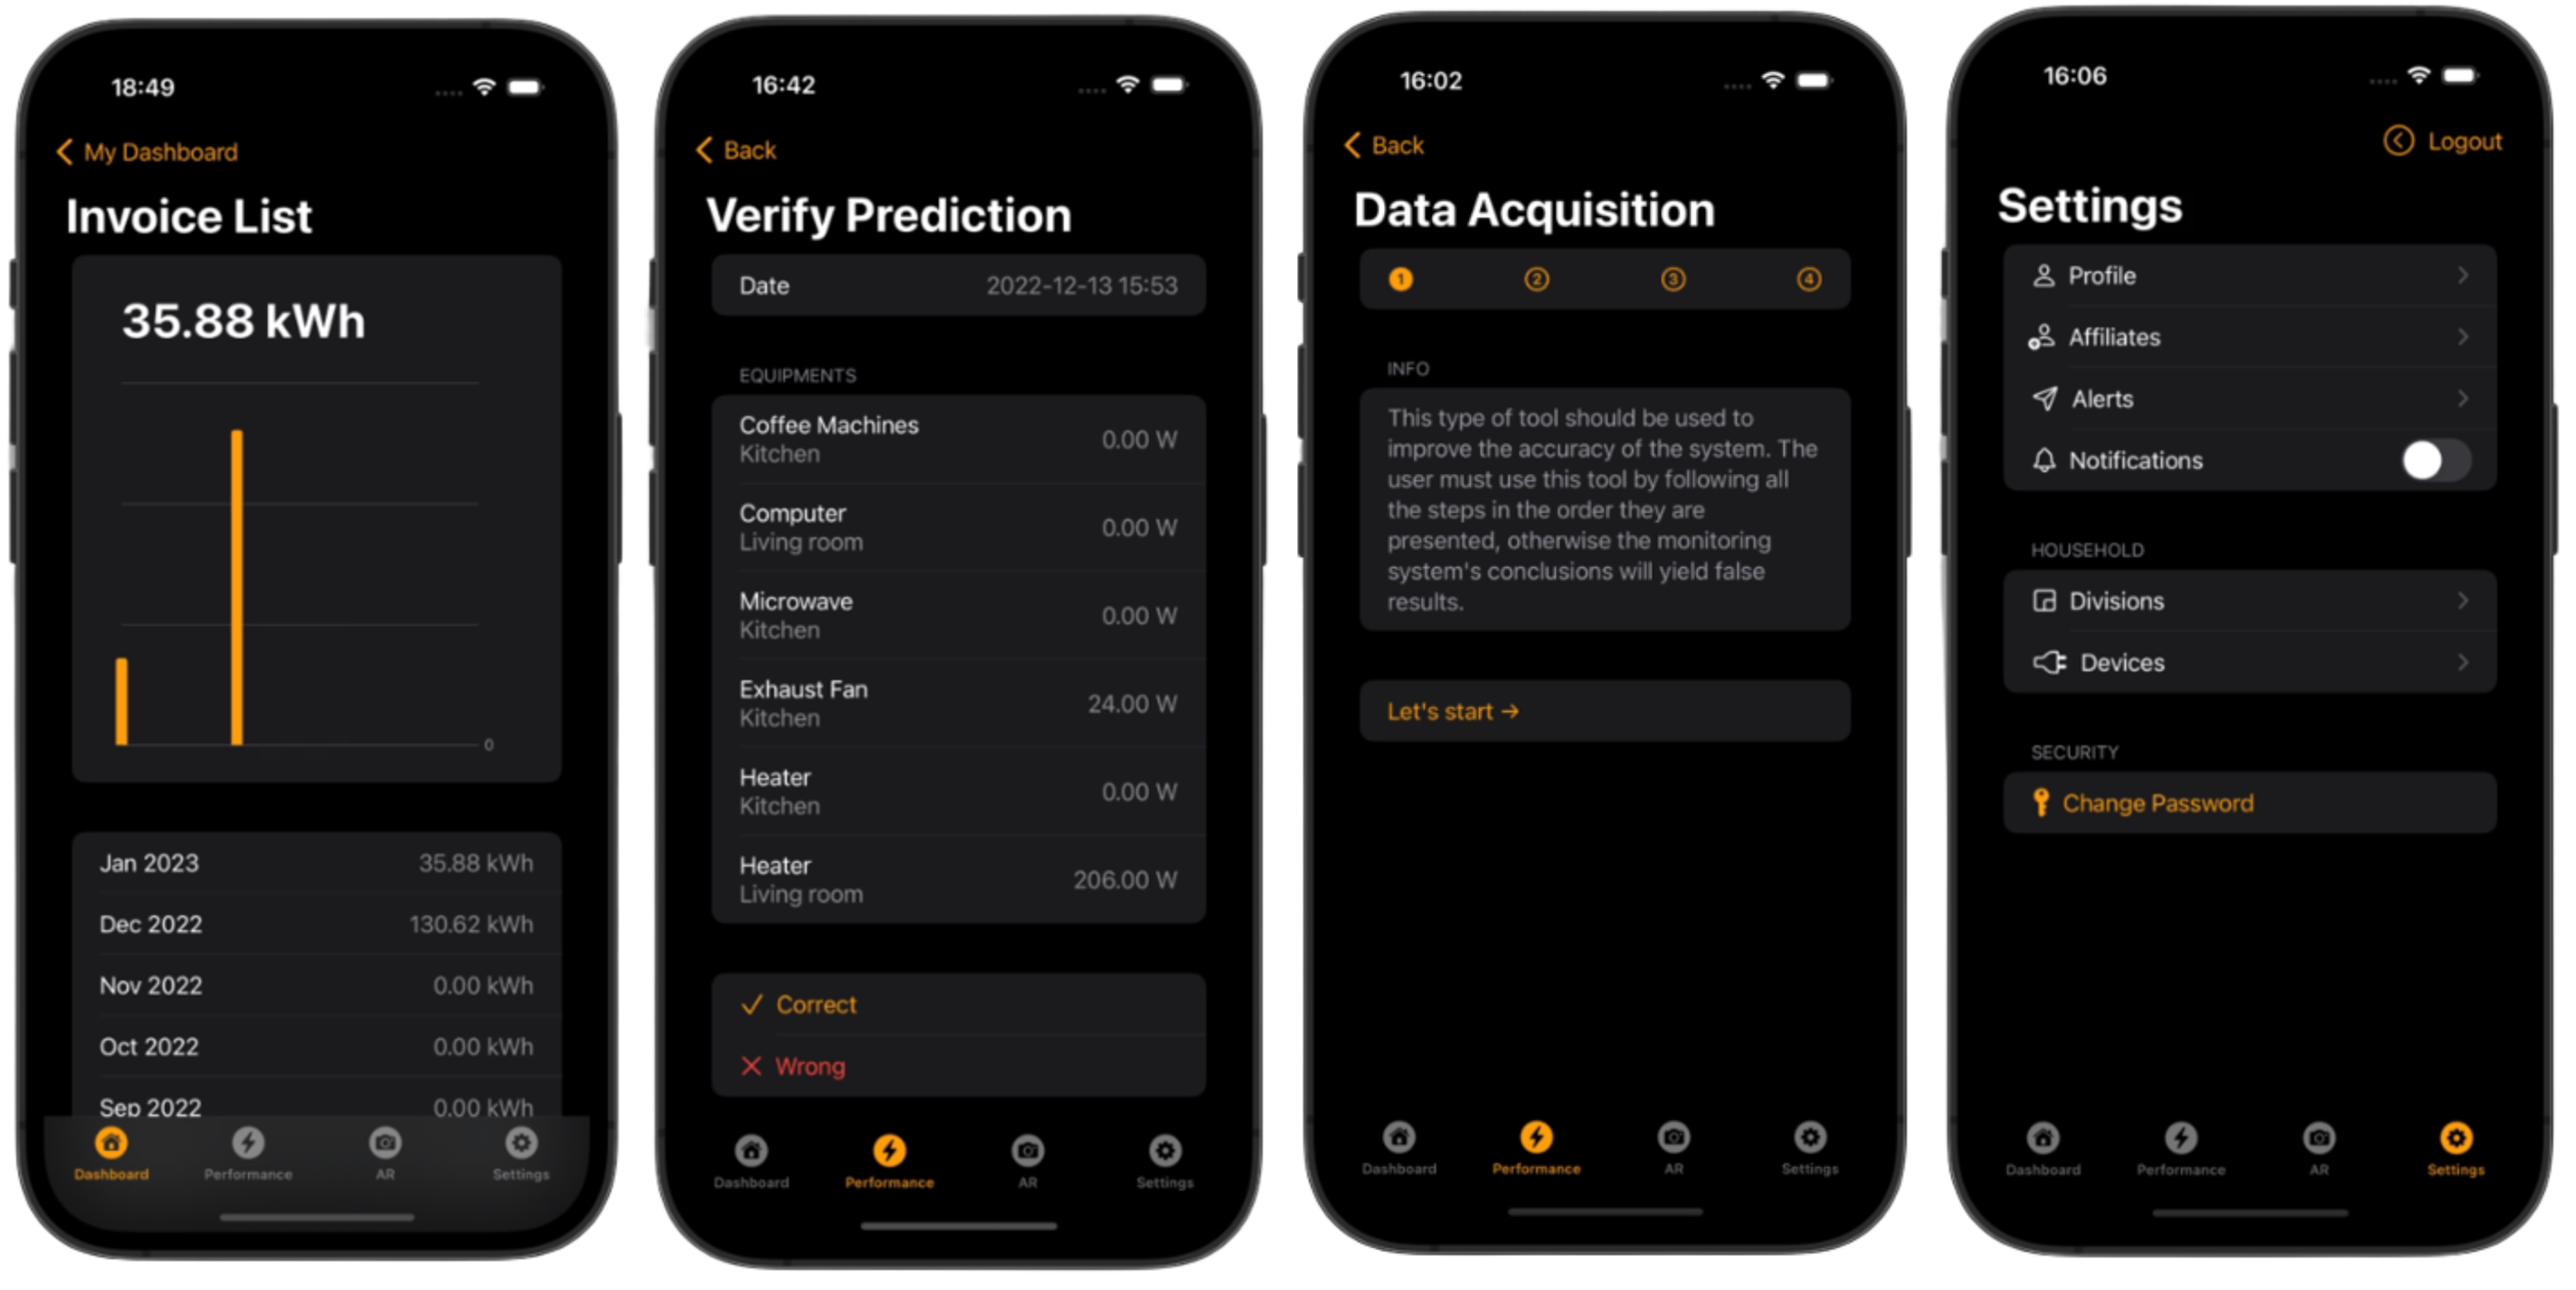 18:49
My Dashboard
Invoice List
35.88 kWh
0
Jan 2023 35.88 kWh
Dec 2022 130.62 kWh
Nov 2022 0.00 kWh
Oct 2022 0.00 kWh
Sep 2022 0.00 kWh
Dashboard Performance AR Settings
16:42
Back
Verify Prediction
Date 2022-12-13 15:53
EQUIPMENTS
Coffee Machines 0.00 W
Kitchen
Computer 0.00 W
Living room
Microwave 0.00 W
Kitchen
Exhaust Fan 24.00 W
Kitchen
Heater 0.00 W
Kitchen
Heater 206.00 W
Living room
Correct
Wrong
Dashboard Performance AR Settings
16:02
Back
Data Acquisition
1 2 3 4
INFO
This type of tool should be used to
improve the accuracy of the system. The
user must use this tool by following all
the steps in the order they are
presented, otherwise the monitoring
system's conclusions will yield false
results.
Let's start →
Dashboard Performance AR Settings
16:06
Logout
Settings
Profile
Affiliates
Alerts
Notifications
HOUSEHOLD
Divisions
Devices
SECURITY
Change Password
Dashboard Performance AR Settings